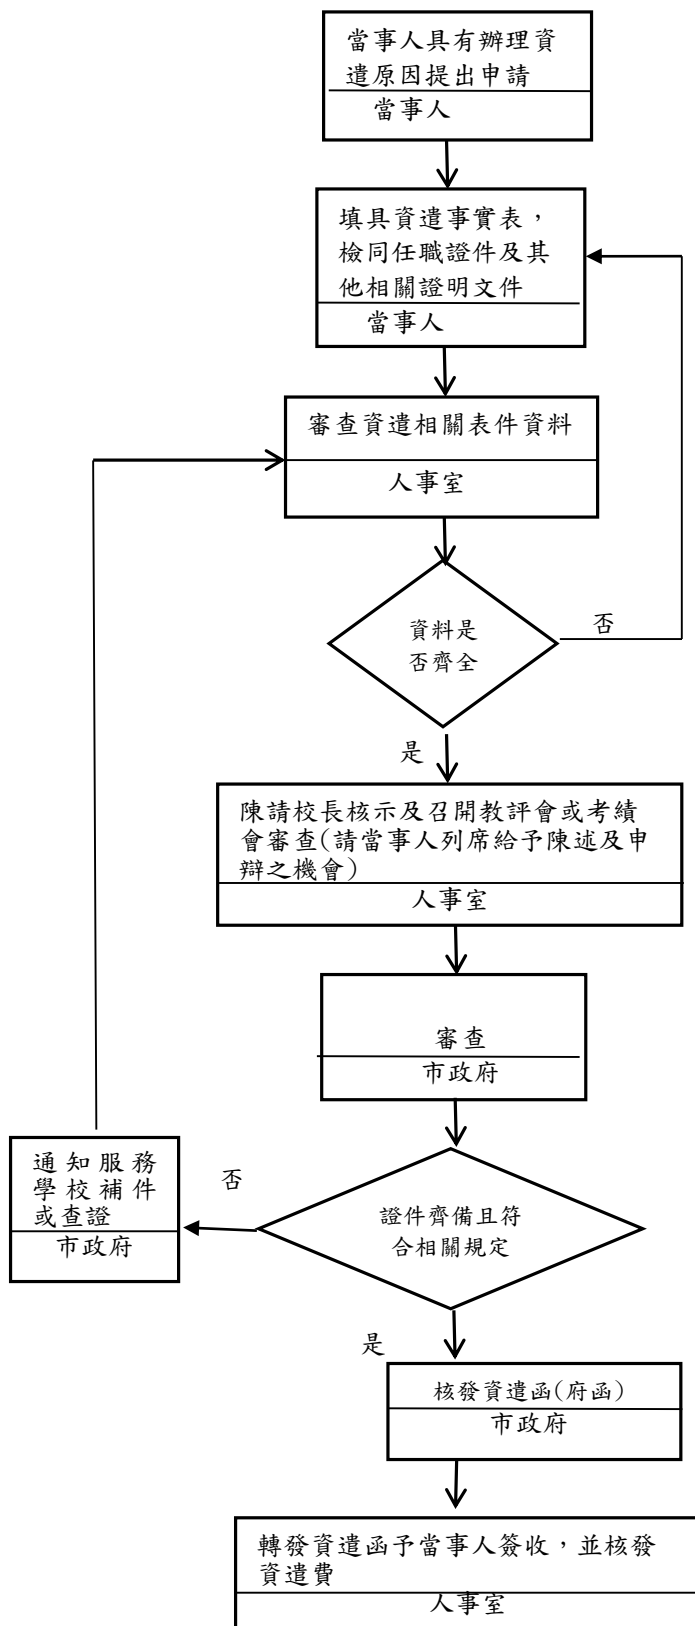 當事人具有辦理資
遣原因提出申請
當事人
填具資遣事實表，
檢同任職證件及其
他相關證明文件
當事人
審查資遣相關表件資料
人事室
資料是
否齊全
否
是
陳請校長核示及召開教評會或考績
會審查(請當事人列席給予陳述及申
辯之機會)
人事室
審查
市政府
通知服務
學校補件
或查證
市政府
否
證件齊備且符
合相關規定
是
核發資遣函(府函)
市政府
轉發資遣函予當事人簽收，並核發
資遣費
人事室